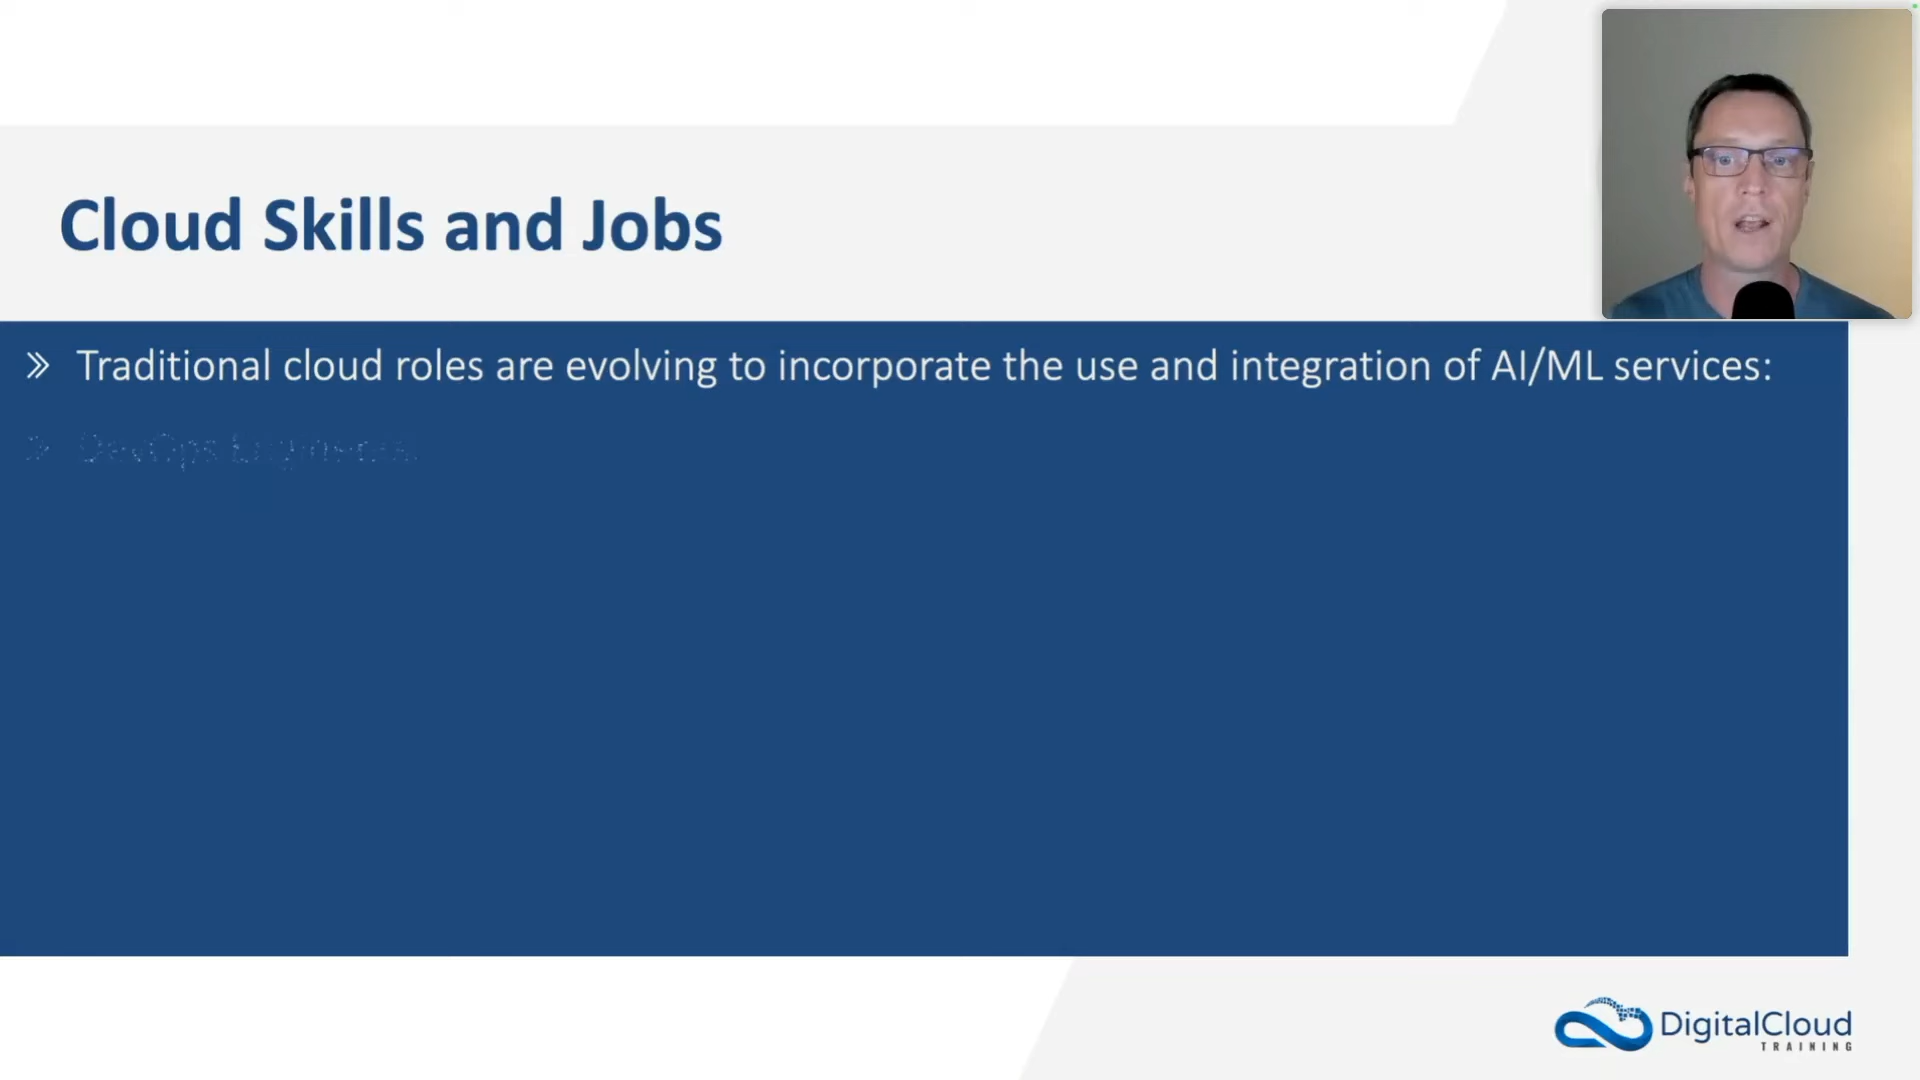 Cloud Skills and Jobs
» Traditional cloud roles are evolving to incorporate the use and integration of AI/ML services:
» DevOps Engineers:
DigitalCloud
TRAINING